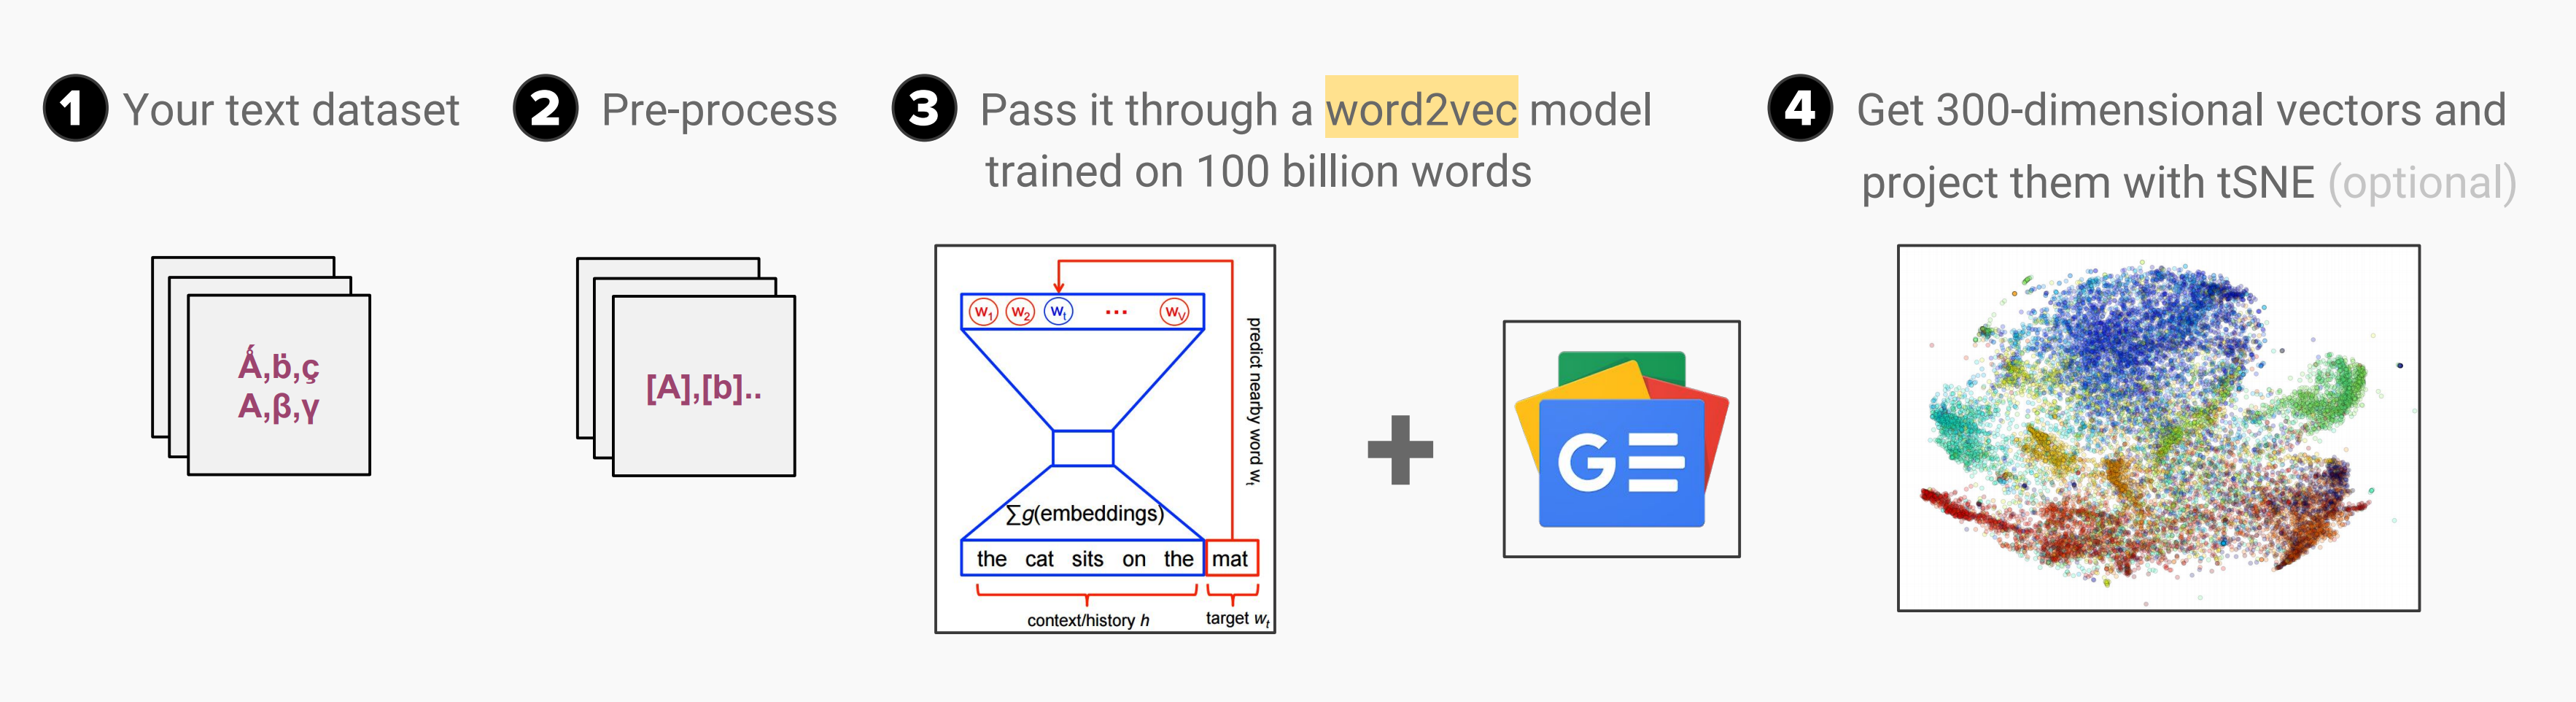 1 Your text dataset
2 Pre-process
3 Pass it through a word2vec model
trained on 100 billion words
4 Get 300-dimensional vectors and
project them with tSNE (optional)
Á,ḃ,ç
A,β,γ
[A],[b]..
w1 w2 wt ... wV
predict nearby word wt
∑g(embeddings)
the cat sits on the mat
context/history h
target wt
G